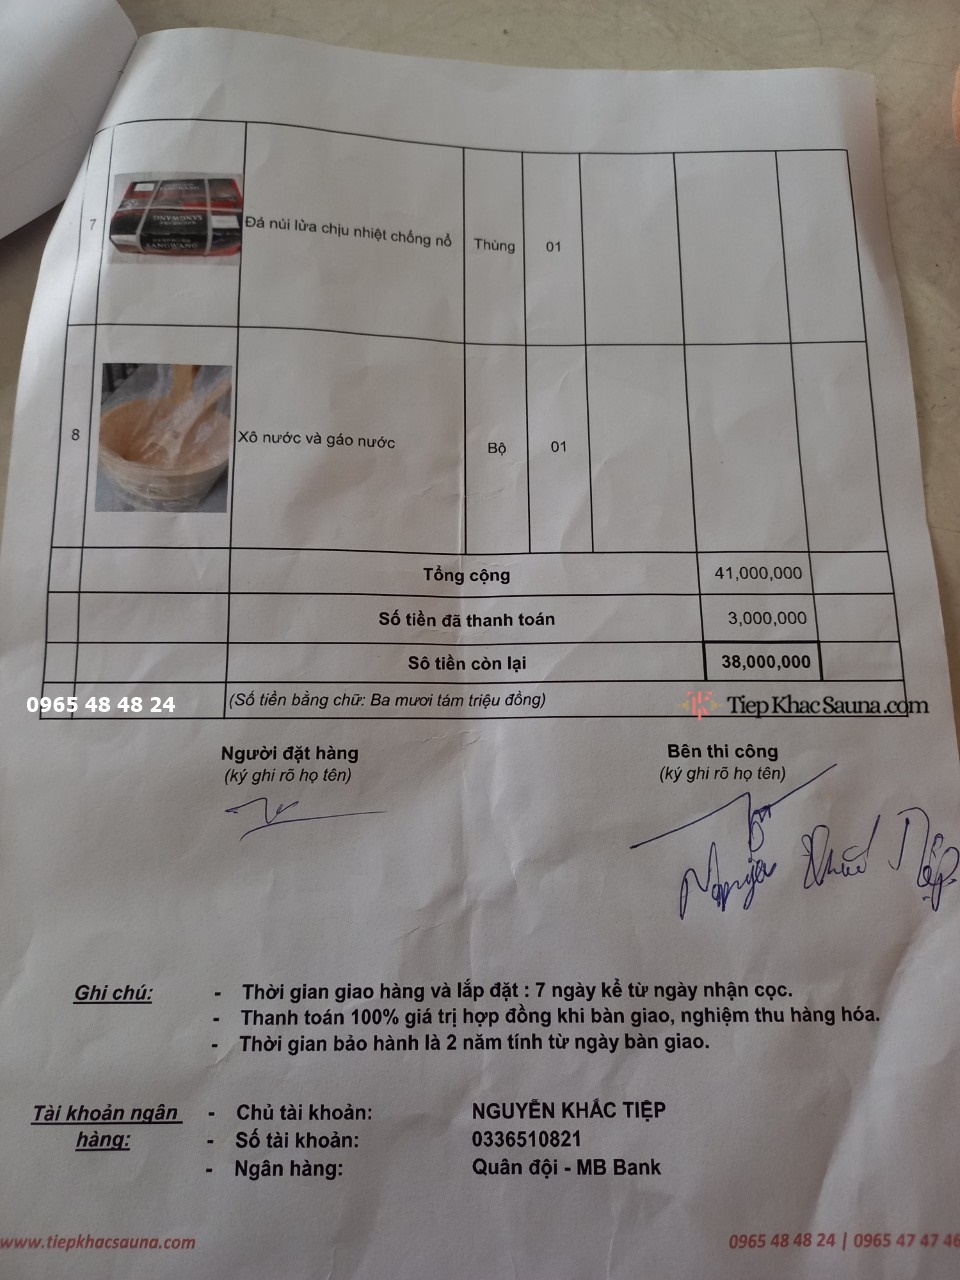 7 Đá núi lửa chịu nhiệt chống nổ Thùng 01
8 Xô nước và gáo nước Bộ 01
Tổng cộng 41,000,000
Số tiền đã thanh toán 3,000,000
Sô tiền còn lại 38,000,000
(Số tiền bằng chữ: Ba mươi tám triệu đồng)
0965 48 48 24
TiepKhacSauna.com
Người đặt hàng Bên thi công
(ký ghi rõ họ tên) (ký ghi rõ họ tên)
Nguyễn Khắc Tiệp
Ghi chú: - Thời gian giao hàng và lắp đặt : 7 ngày kể từ ngày nhận cọc.
- Thanh toán 100% giá trị hợp đồng khi bàn giao, nghiệm thu hàng hóa.
- Thời gian bảo hành là 2 năm tính từ ngày bàn giao.
Tài khoản ngân - Chủ tài khoản: NGUYỄN KHẮC TIỆP
hàng: - Số tài khoản: 0336510821
- Ngân hàng: Quân đội - MB Bank
www.tiepkhacsauna.com 0965 48 48 24 | 0965 47 47 46